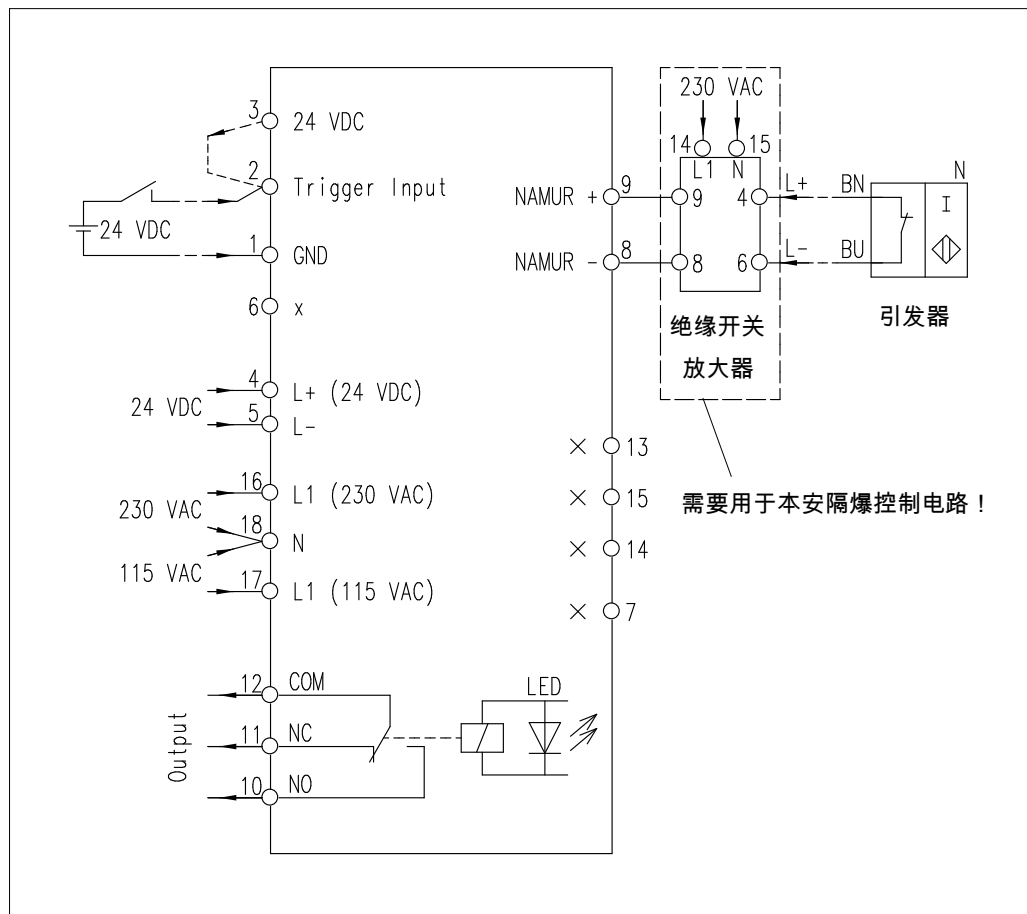 3
24 VDC
2
Trigger Input
24 VDC
1
GND
6
x
4
L+ (24 VDC)
24 VDC
5
L-
16
L1 (230 VAC)
230 VAC
18
N
115 VAC
17
L1 (115 VAC)
12
COM
11
NC
10
NO
Output
LED
NAMUR +
9
NAMUR -
8
230 VAC
14
15
L1
N
9
4
8
6
L+
BN
L-
BU
N
I
绝缘开关
放大器
引发器
× 13
× 15
× 14
× 7
需要用于本安隔爆控制电路！